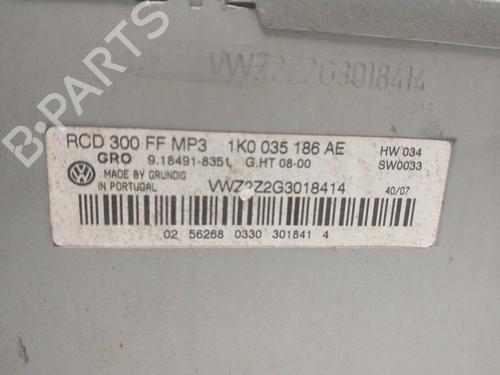 VWZ2Z2G3018414
RCD 300 FF MP3 1K0 035 186 AE HW 034
GRO 9.18491-8351 G.HT 08-00 SW0033
MADE BY GRUNDIG
IN PORTUGAL VWZ2Z2G3018414 40/07
02 56268 0330 301841 4
B-PARTS